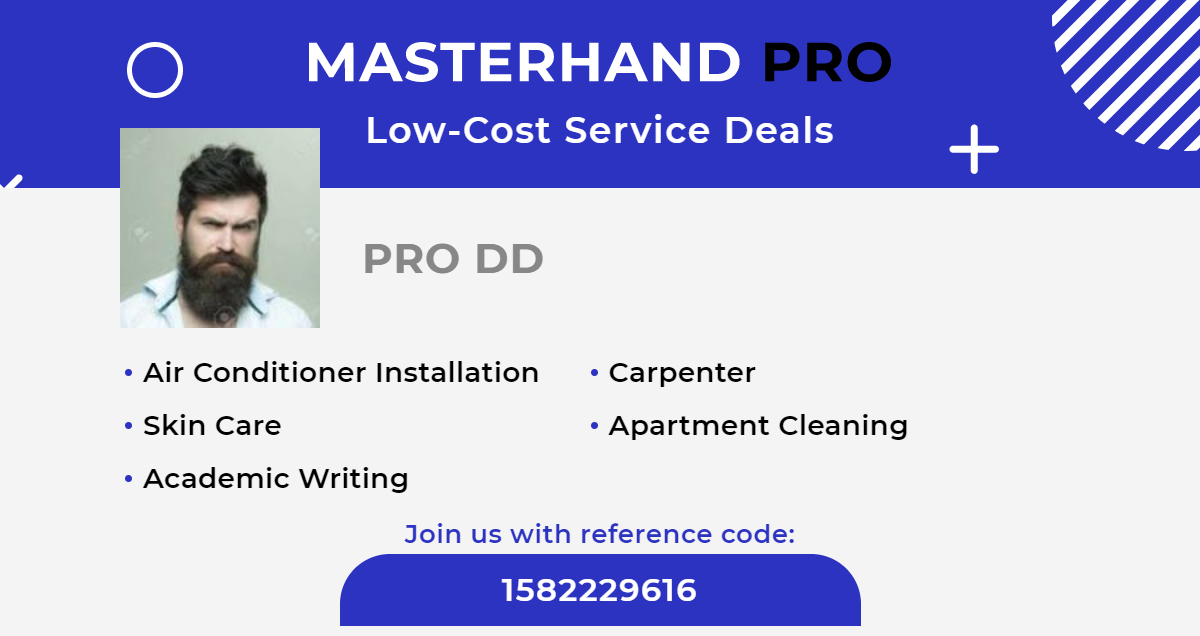 MASTERHAND PRO
Low-Cost Service Deals
PRO DD
• Air Conditioner Installation
• Carpenter
• Skin Care
• Apartment Cleaning
• Academic Writing
Join us with reference code:
1582229616